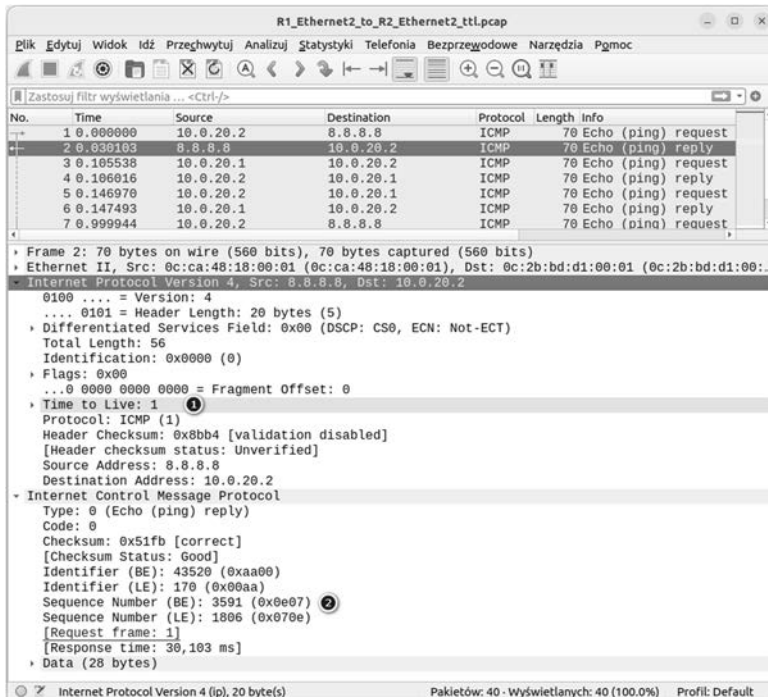 R1_Ethernet2_to_R2_Ethernet2_ttl.pcap
Plik Edytuj Widok Idź Przechwytuj Analizuj Statystyki Telefonia Bezprzewodowe Narzędzia Pomoc
Zastosuj filtr wyświetlania ... <Ctrl-/>
No. Time Source Destination Protocol Length Info
1 0.000000 10.0.20.2 8.8.8.8 ICMP 70 Echo (ping) request
2 0.030103 8.8.8.8 10.0.20.2 ICMP 70 Echo (ping) reply
3 0.105538 10.0.20.1 10.0.20.2 ICMP 70 Echo (ping) request
4 0.106016 10.0.20.2 10.0.20.1 ICMP 70 Echo (ping) reply
5 0.146970 10.0.20.2 10.0.20.1 ICMP 70 Echo (ping) request
6 0.147493 10.0.20.1 10.0.20.2 ICMP 70 Echo (ping) reply
7 0.999944 10.0.20.2 8.8.8.8 ICMP 70 Echo (ping) request
Frame 2: 70 bytes on wire (560 bits), 70 bytes captured (560 bits)
Ethernet II, Src: 0c:ca:48:18:00:01 (0c:ca:48:18:00:01), Dst: 0c:2b:bd:d1:00:01 (0c:2b:bd:d1:00:..
Internet Protocol Version 4, Src: 8.8.8.8, Dst: 10.0.20.2
0100 .... = Version: 4
.... 0101 = Header Length: 20 bytes (5)
Differentiated Services Field: 0x00 (DSCP: CS0, ECN: Not-ECT)
Total Length: 56
Identification: 0x0000 (0)
Flags: 0x00
...0 0000 0000 0000 = Fragment Offset: 0
Time to Live: 1 1
Protocol: ICMP (1)
Header Checksum: 0x8bb4 [validation disabled]
[Header checksum status: Unverified]
Source Address: 8.8.8.8
Destination Address: 10.0.20.2
Internet Control Message Protocol
Type: 0 (Echo (ping) reply)
Code: 0
Checksum: 0x51fb [correct]
[Checksum Status: Good]
Identifier (BE): 43520 (0xaa00)
Identifier (LE): 170 (0x00aa)
Sequence Number (BE): 3591 (0x0e07) 2
Sequence Number (LE): 1806 (0x070e)
[Request frame: 1]
[Response time: 30,103 ms]
Data (28 bytes)
Internet Protocol Version 4 (ip), 20 byte(s) Pakietów: 40 · Wyświetlanych: 40 (100.0%) Profil: Default